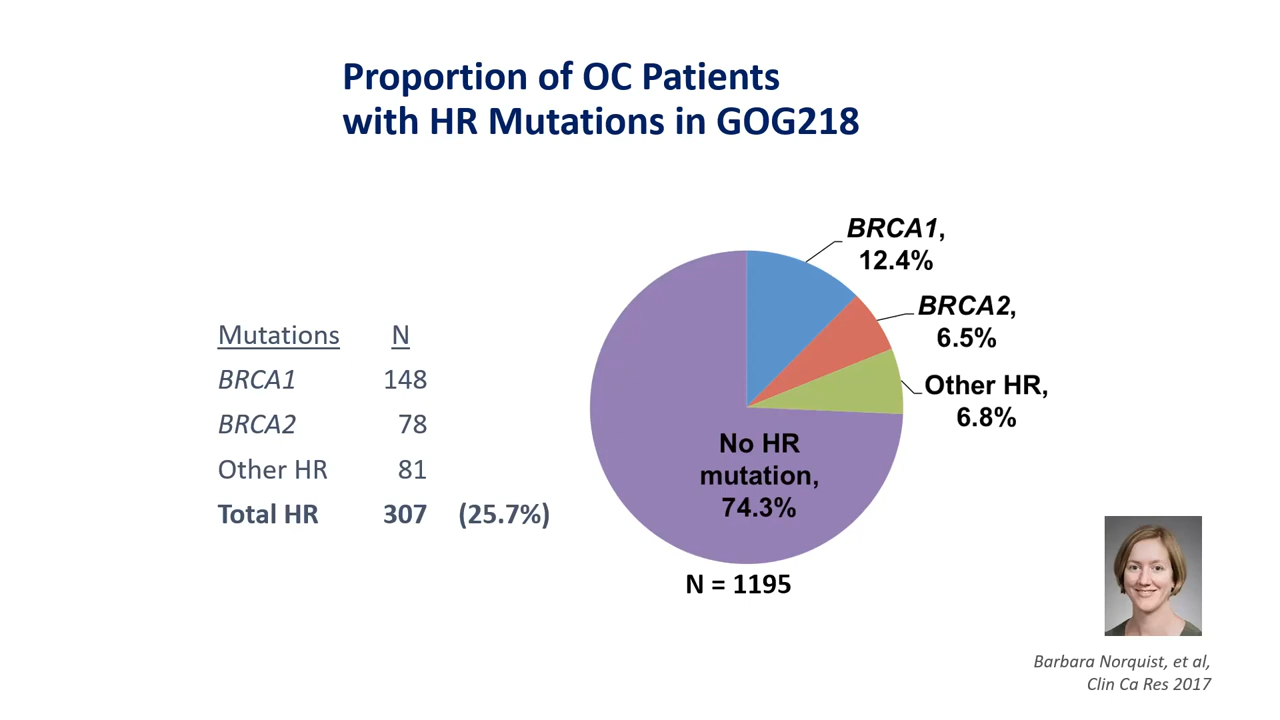 Proportion of OC Patients
with HR Mutations in GOG218
Mutations N
BRCA1 148
BRCA2 78
Other HR 81
Total HR 307 (25.7%)
BRCA1,
12.4%
BRCA2,
6.5%
Other HR,
6.8%
No HR
mutation,
74.3%
N = 1195
Barbara Norquist, et al,
Clin Ca Res 2017